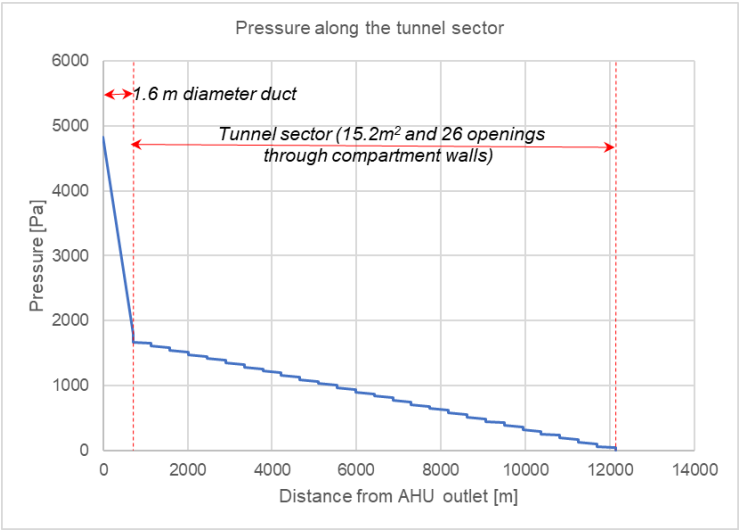 Pressure along the tunnel sector
6000
5000
4000
3000
2000
1000
0
Pressure [Pa]
1.6 m diameter duct
Tunnel sector (15.2m² and 26 openings
through compartment walls)
0 2000 4000 6000 8000 10000 12000 14000
Distance from AHU outlet [m]